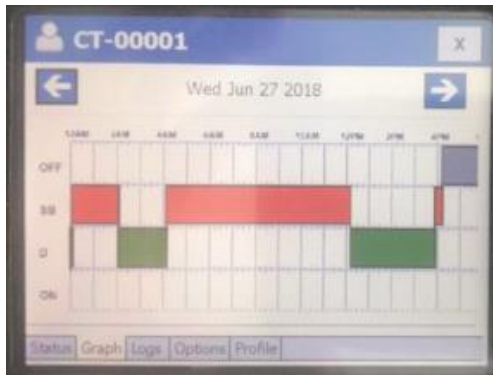 CT-00001
X
Wed Jun 27 2018
OFF
SB
D
ON
Status Graph Logs Options Profile